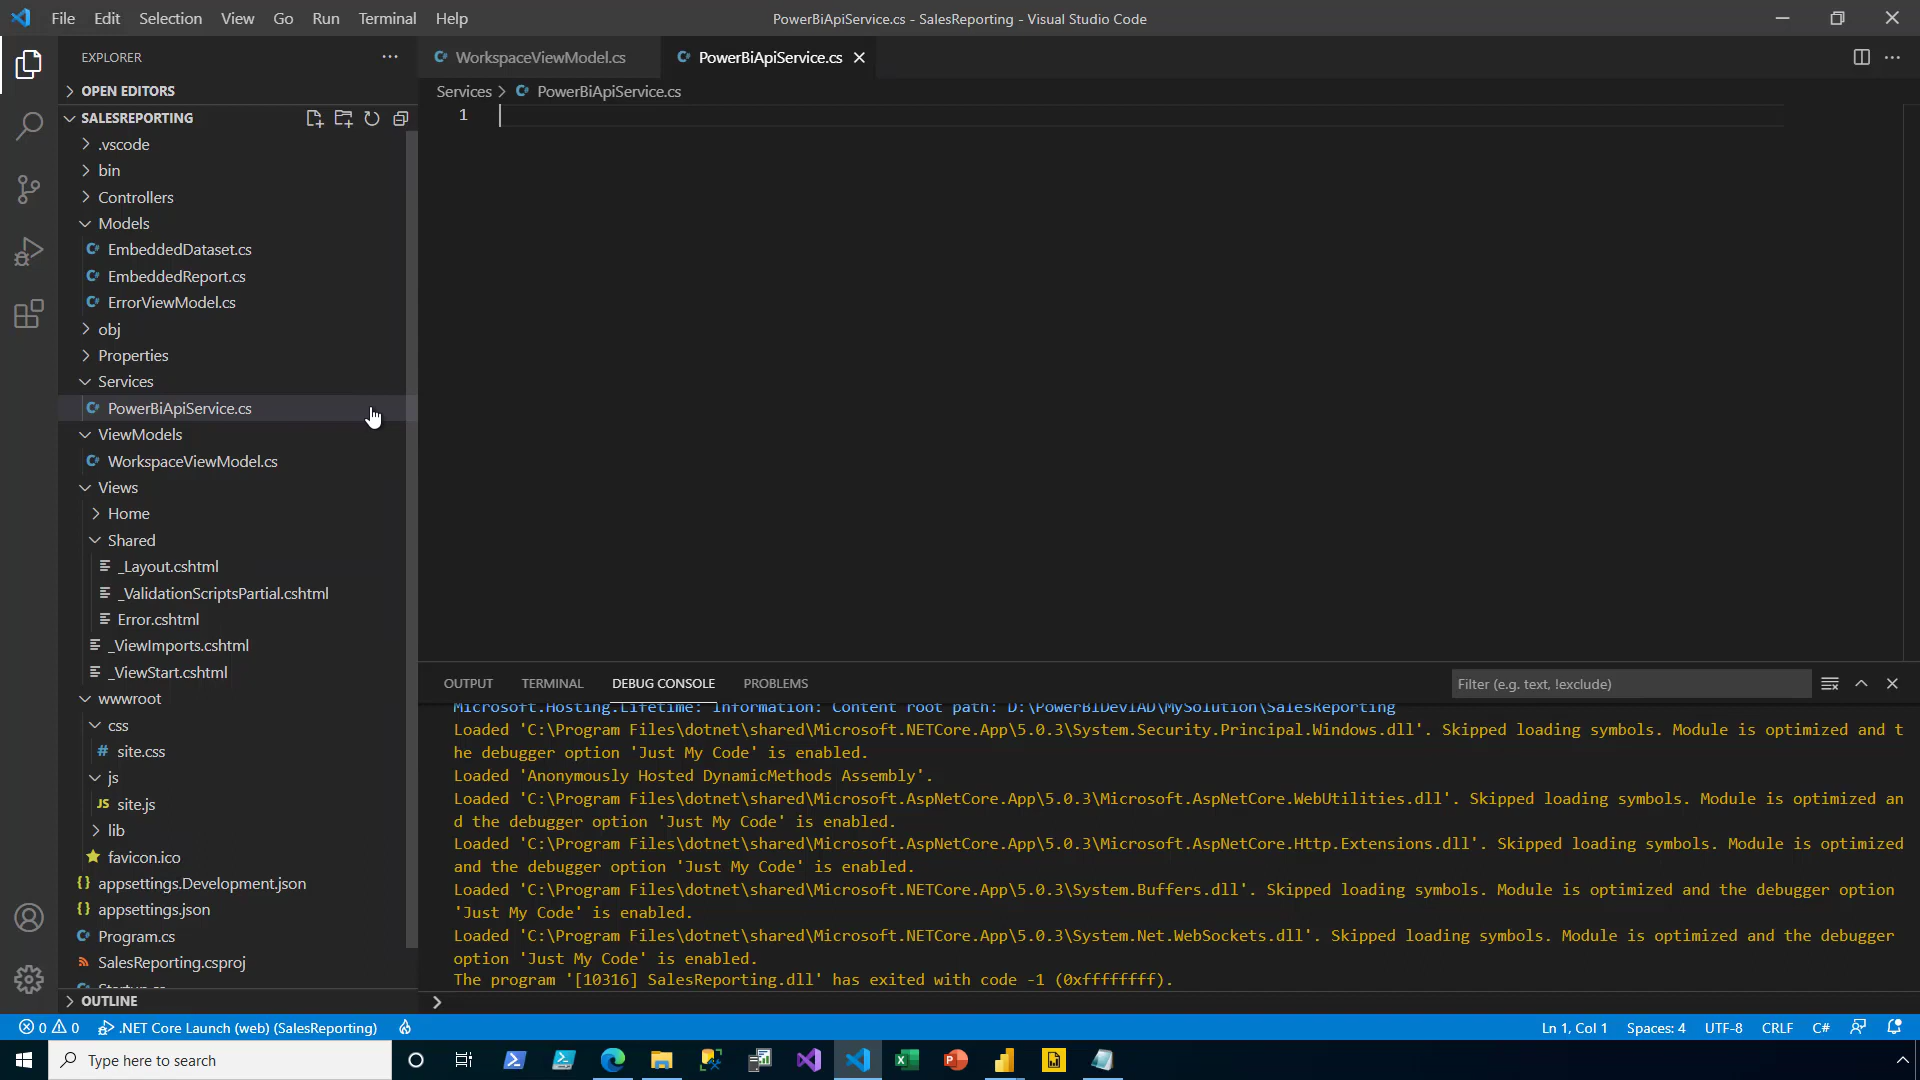 File Edit Selection View Go Run Terminal Help
PowerBiApiService.cs - SalesReporting - Visual Studio Code
EXPLORER
OPEN EDITORS
SALESREPORTING
.vscode
bin
Controllers
Models
EmbeddedDataset.cs
EmbeddedReport.cs
ErrorViewModel.cs
obj
Properties
Services
PowerBiApiService.cs
ViewModels
WorkspaceViewModel.cs
Views
Home
Shared
_Layout.cshtml
_ValidationScriptsPartial.cshtml
Error.cshtml
_ViewImports.cshtml
_ViewStart.cshtml
wwwroot
css
site.css
js
JS site.js
lib
favicon.ico
appsettings.Development.json
appsettings.json
Program.cs
SalesReporting.csproj
Startup.cs
OUTLINE
WorkspaceViewModel.cs PowerBiApiService.cs
Services > PowerBiApiService.cs
1
OUTPUT TERMINAL DEBUG CONSOLE PROBLEMS
Filter (e.g. text, !exclude)
Microsoft.Hosting.Lifetime: Information: Content root path: D:\PowerBiDev1AD\MySolution\SalesReporting
Loaded 'C:\Program Files\dotnet\shared\Microsoft.NETCore.App\5.0.3\System.Security.Principal.Windows.dll'. Skipped loading symbols. Module is optimized and t
he debugger option 'Just My Code' is enabled.
Loaded 'Anonymously Hosted DynamicMethods Assembly'.
Loaded 'C:\Program Files\dotnet\shared\Microsoft.AspNetCore.App\5.0.3\Microsoft.AspNetCore.WebUtilities.dll'. Skipped loading symbols. Module is optimized an
d the debugger option 'Just My Code' is enabled.
Loaded 'C:\Program Files\dotnet\shared\Microsoft.AspNetCore.App\5.0.3\Microsoft.AspNetCore.Http.Extensions.dll'. Skipped loading symbols. Module is optimized
and the debugger option 'Just My Code' is enabled.
Loaded 'C:\Program Files\dotnet\shared\Microsoft.NETCore.App\5.0.3\System.Buffers.dll'. Skipped loading symbols. Module is optimized and the debugger option
'Just My Code' is enabled.
Loaded 'C:\Program Files\dotnet\shared\Microsoft.NETCore.App\5.0.3\System.Net.WebSockets.dll'. Skipped loading symbols. Module is optimized and the debugger
option 'Just My Code' is enabled.
The program '[10316] SalesReporting.dll' has exited with code -1 (0xffffffff).
0 0 .NET Core Launch (web) (SalesReporting)
Ln 1, Col 1 Spaces: 4 UTF-8 CRLF C#
Type here to search